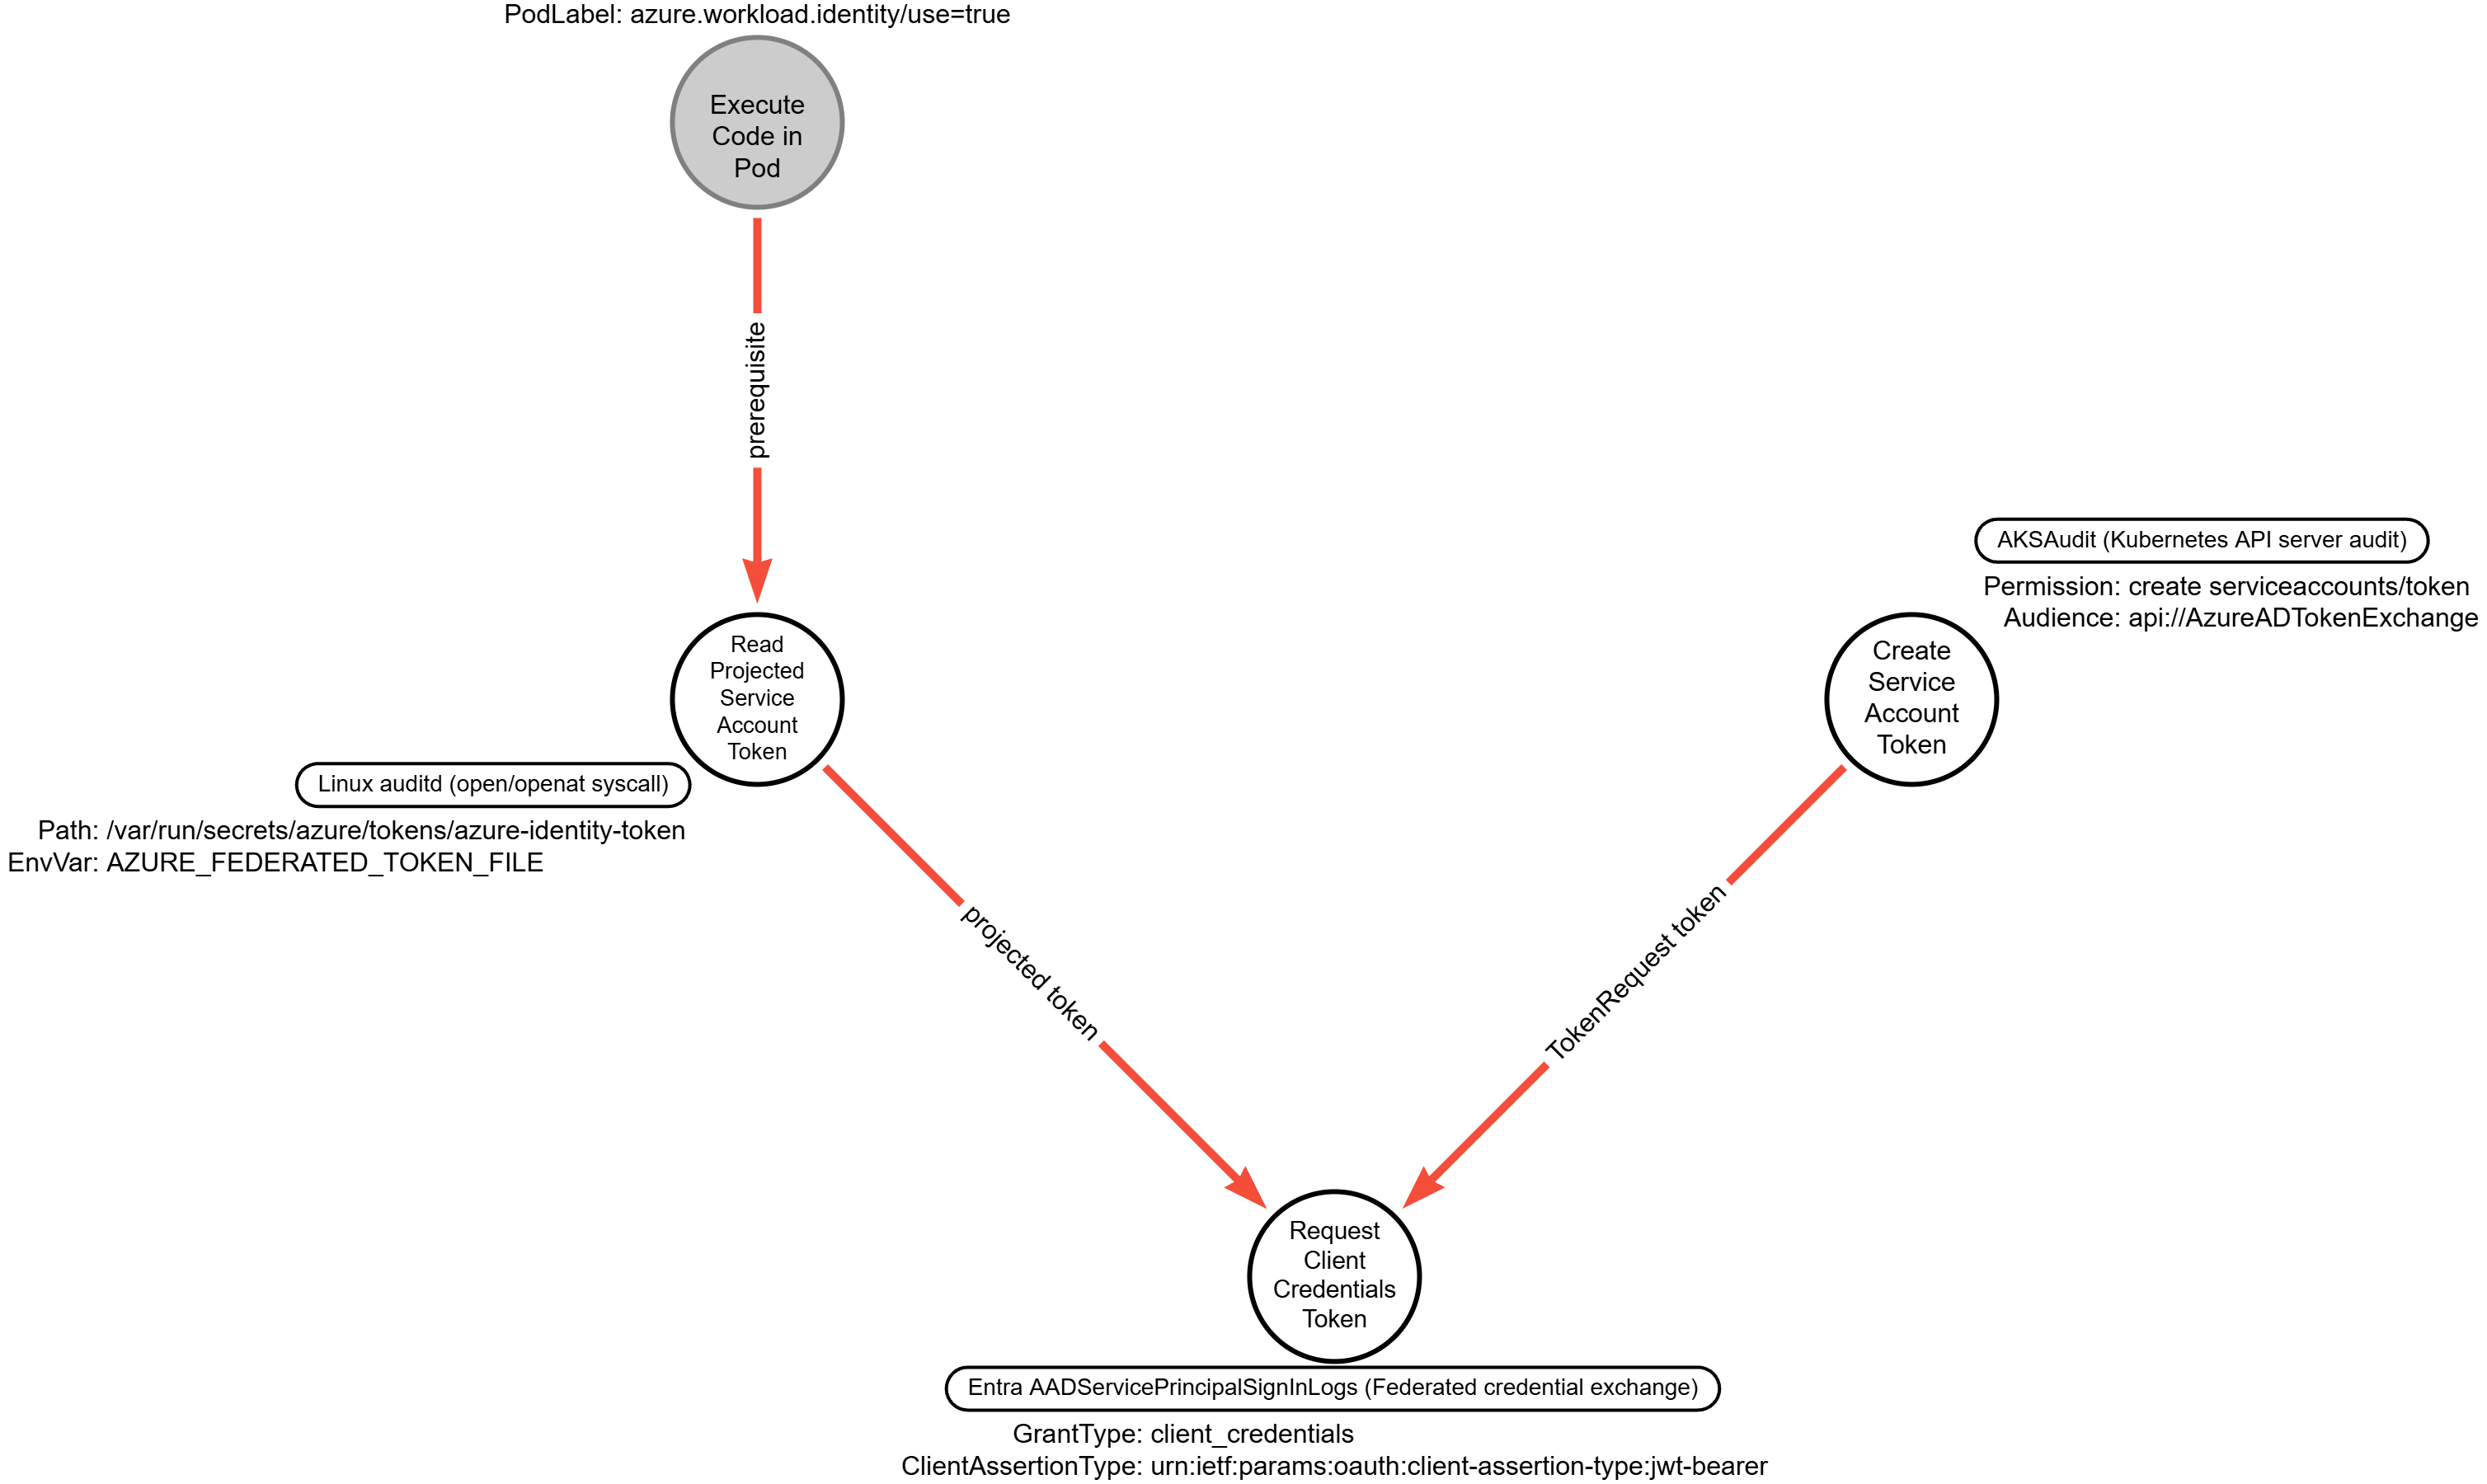 PodLabel: azure.workload.identity/use=true
Execute
Code in
Pod
prerequisite
AKSAudit (Kubernetes API server audit)
Permission: create serviceaccounts/token
Audience: api://AzureADTokenExchange
Read
Projected
Service
Account
Token
Create
Service
Account
Token
Linux auditd (open/openat syscall)
Path: /var/run/secrets/azure/tokens/azure-identity-token
EnvVar: AZURE_FEDERATED_TOKEN_FILE
projected token
TokenRequest token
Request
Client
Credentials
Token
Entra AADServicePrincipalSignInLogs (Federated credential exchange)
GrantType: client_credentials
ClientAssertionType: urn:ietf:params:oauth:client-assertion-type:jwt-bearer